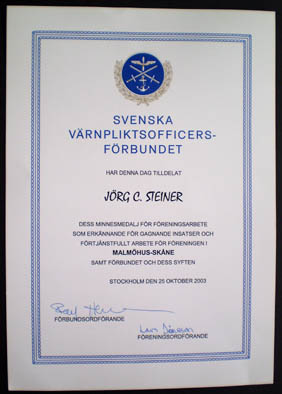 SVENSKA
VÄRNPLIKTSOFFICERS-
FÖRBUNDET
HAR DENNA DAG TILLDELAT
JÖRG C. STEINER
DESS MINNESMEDALJ FÖR FÖRENINGSARBETE
SOM ERKÄNNANDE FÖR GAGNANDE INSATSER OCH
FÖRTJÄNSTFULLT ARBETE FÖR FÖRENINGEN I
MALMÖHUS-SKÅNE
SAMT FÖRBUNDET OCH DESS SYFTEN
STOCKHOLM DEN 25 OKTOBER 2003
FÖRBUNDSORDFÖRANDE
FÖRENINGSORDFÖRANDE